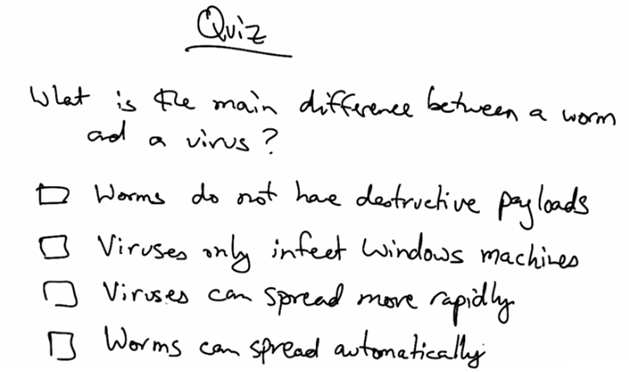 Quiz
What is the main difference between a worm
ad a virus?
Worms do not have destructive payloads
Viruses only infect Windows machines
Viruses can spread more rapidly
Worms can spread automatically